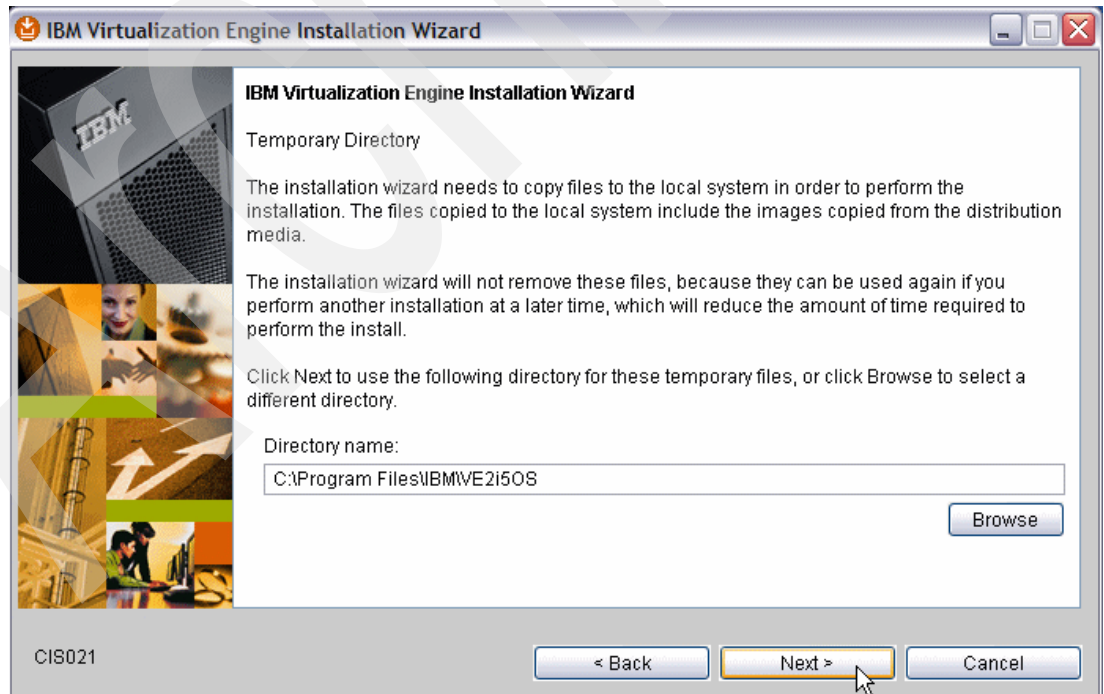 IBM Virtualization Engine Installation Wizard
IBM
IBM Virtualization Engine Installation Wizard
Temporary Directory
The installation wizard needs to copy files to the local system in order to perform the
installation. The files copied to the local system include the images copied from the distribution
media.
The installation wizard will not remove these files, because they can be used again if you
perform another installation at a later time, which will reduce the amount of time required to
perform the install.
Click Next to use the following directory for these temporary files, or click Browse to select a
different directory.
Directory name:
C:\Program Files\IBM\VE2i5OS
Browse
CIS021
< Back
Next >
Cancel